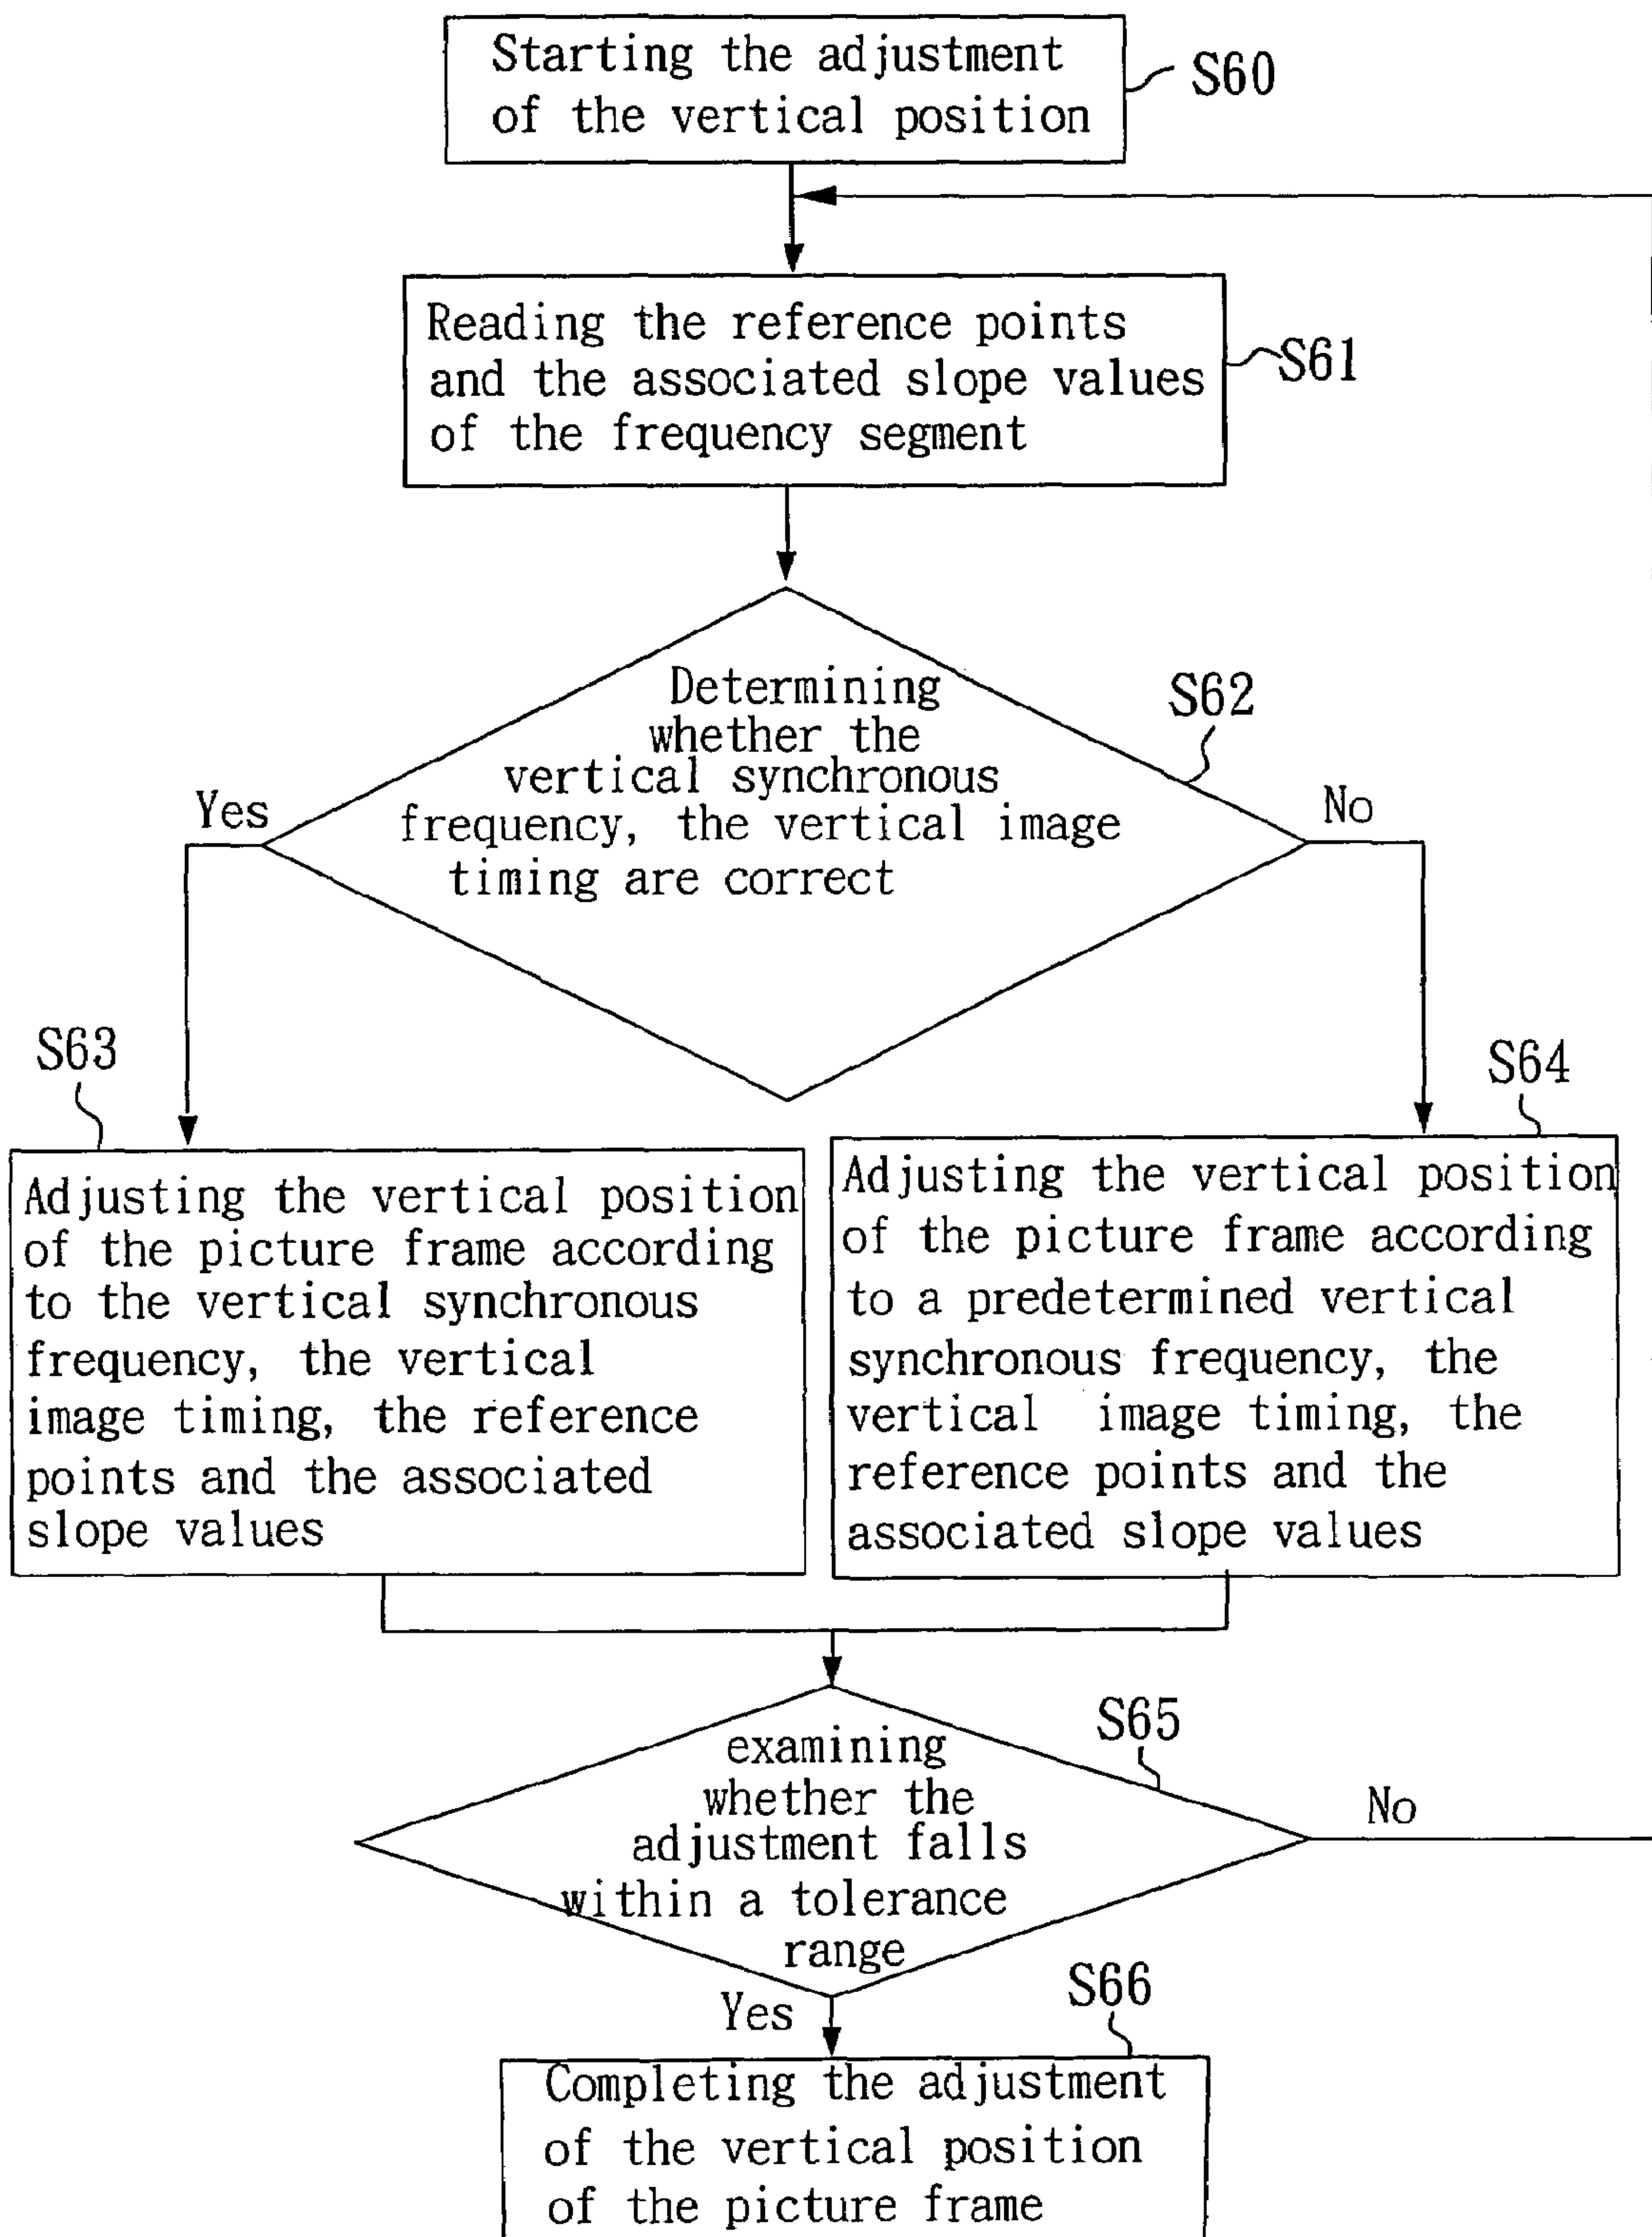 Starting the adjustment
of the vertical position
S60
Reading the reference points
and the associated slope values
of the frequency segment
S61
Determining
whether the
vertical synchronous
frequency, the vertical image
timing are correct
S62
Yes
No
S63
Adjusting the vertical position
of the picture frame according
to the vertical synchronous
frequency, the vertical
image timing, the reference
points and the associated
slope values
S64
Adjusting the vertical position
of the picture frame according
to a predetermined vertical
synchronous frequency, the
vertical image timing, the
reference points and the
associated slope values
examining
whether the
adjustment falls
within a tolerance
range
S65
No
Yes
S66
Completing the adjustment
of the vertical position
of the picture frame